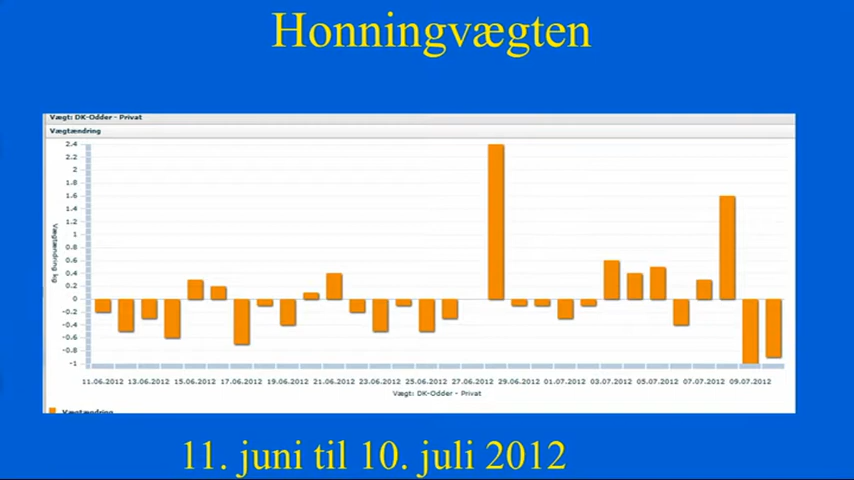 Honningvægten
Vægt: DK-Odder - Privat
Vægtændring
2.4
2.2
2
1.8
1.6
1.4
1.2
1
0.8
0.6
0.4
0.2
0
-0.2
-0.4
-0.6
-0.8
-1
Vægtændring kg
11.06.2012 13.06.2012 15.06.2012 17.06.2012 19.06.2012 21.06.2012 23.06.2012 25.06.2012 27.06.2012 29.06.2012 01.07.2012 03.07.2012 05.07.2012 07.07.2012 09.07.2012
Vægt: DK-Odder - Privat
Vægtændring
11. juni til 10. juli 2012